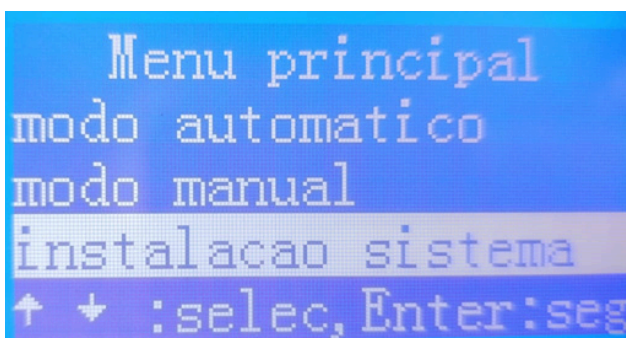 Menu principal
modo automatico
modo manual
instalacao sistema
↑ ↓ :selec,Enter:seg